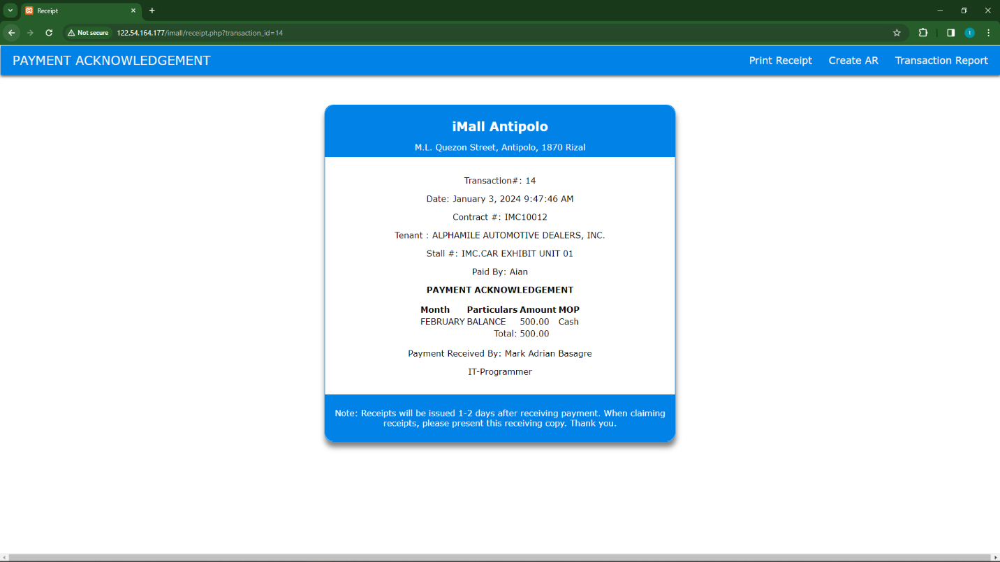 Receipt
Not secure
122.54.164.177/imall/receipt.php?transaction_id=14
t
PAYMENT ACKNOWLEDGEMENT
Print Receipt
Create AR
Transaction Report
iMall Antipolo
M.L. Quezon Street, Antipolo, 1870 Rizal
Transaction#: 14
Date: January 3, 2024 9:47:46 AM
Contract #: IMC10012
Tenant : ALPHAMILE AUTOMOTIVE DEALERS, INC.
Stall #: IMC.CAR EXHIBIT UNIT 01
Paid By: Aian
PAYMENT ACKNOWLEDGEMENT
Month Particulars Amount MOP
FEBRUARY BALANCE 500.00 Cash
Total: 500.00
Payment Received By: Mark Adrian Basagre
IT-Programmer
Note: Receipts will be issued 1-2 days after receiving payment. When claiming
receipts, please present this receiving copy. Thank you.